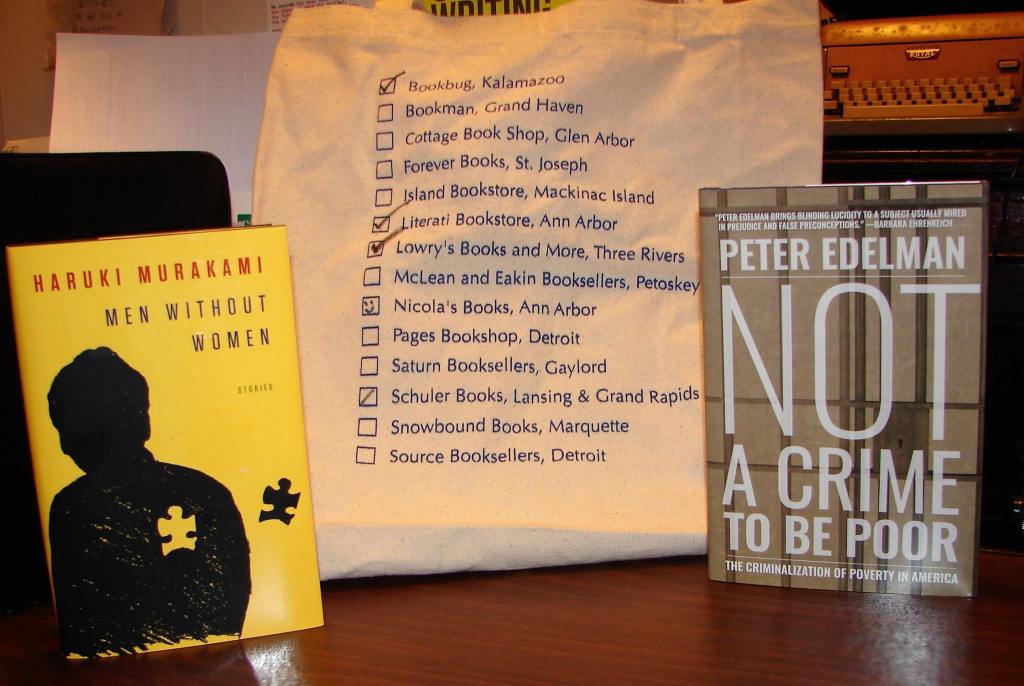 WRITING!
ROYAL
Bookbug, Kalamazoo
Bookman, Grand Haven
Cottage Book Shop, Glen Arbor
Forever Books, St. Joseph
Island Bookstore, Mackinac Island
Literati Bookstore, Ann Arbor
Lowry's Books and More, Three Rivers
McLean and Eakin Booksellers, Petoskey
Nicola's Books, Ann Arbor
Pages Bookshop, Detroit
Saturn Booksellers, Gaylord
Schuler Books, Lansing & Grand Rapids
Snowbound Books, Marquette
Source Booksellers, Detroit
HARUKI MURAKAMI
MEN WITHOUT
WOMEN
STORIES
"PETER EDELMAN BRINGS BLINDING LUCIDITY TO A SUBJECT USUALLY MIRED
IN PREJUDICE AND FALSE PRECONCEPTIONS." —BARBARA EHRENREICH
PETER EDELMAN
NOT
A CRIME
TO BE POOR
THE CRIMINALIZATION OF POVERTY IN AMERICA